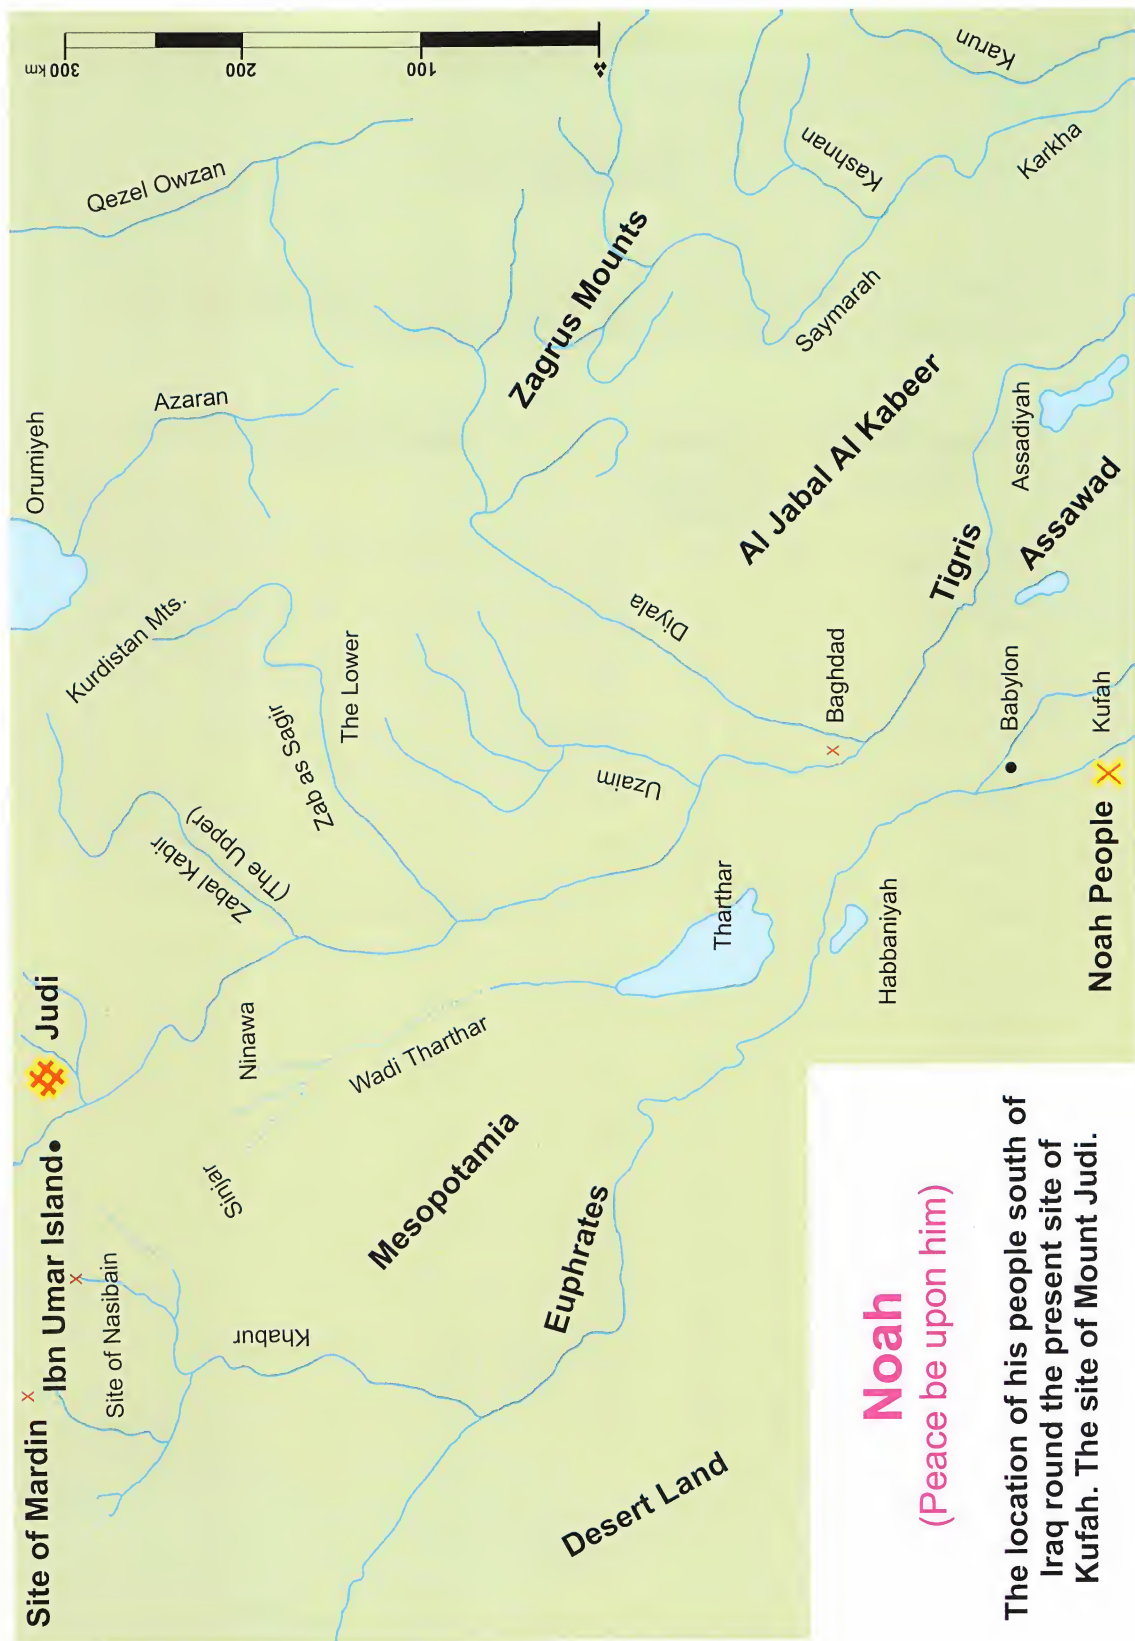 Site of Mardin
Ibn Umar Island
Judi
Orumiyeh
300 km
Site of Nasibain
Kurdistan Mts.
Qezel Owzan
Azaran
Sinjar
Ninawa
Zabal Kabir
(The Upper)
200
Khabur
Zab as Sagir
The Lower
Wadi Tharthar
Mesopotamia
100
Euphrates
Zagrus Mounts
Uzaim
Diyala
Desert Land
Tharthar
Al Jabal Al Kabeer
Baghdad
Saymarah
Kashnan
Habbaniyah
Tigris
Karun
Babylon
Assadiyah
Assawad
Karkha
Noah People
Kufah
Noah
(Peace be upon him)
The location of his people south of
Iraq round the present site of
Kufah. The site of Mount Judi.